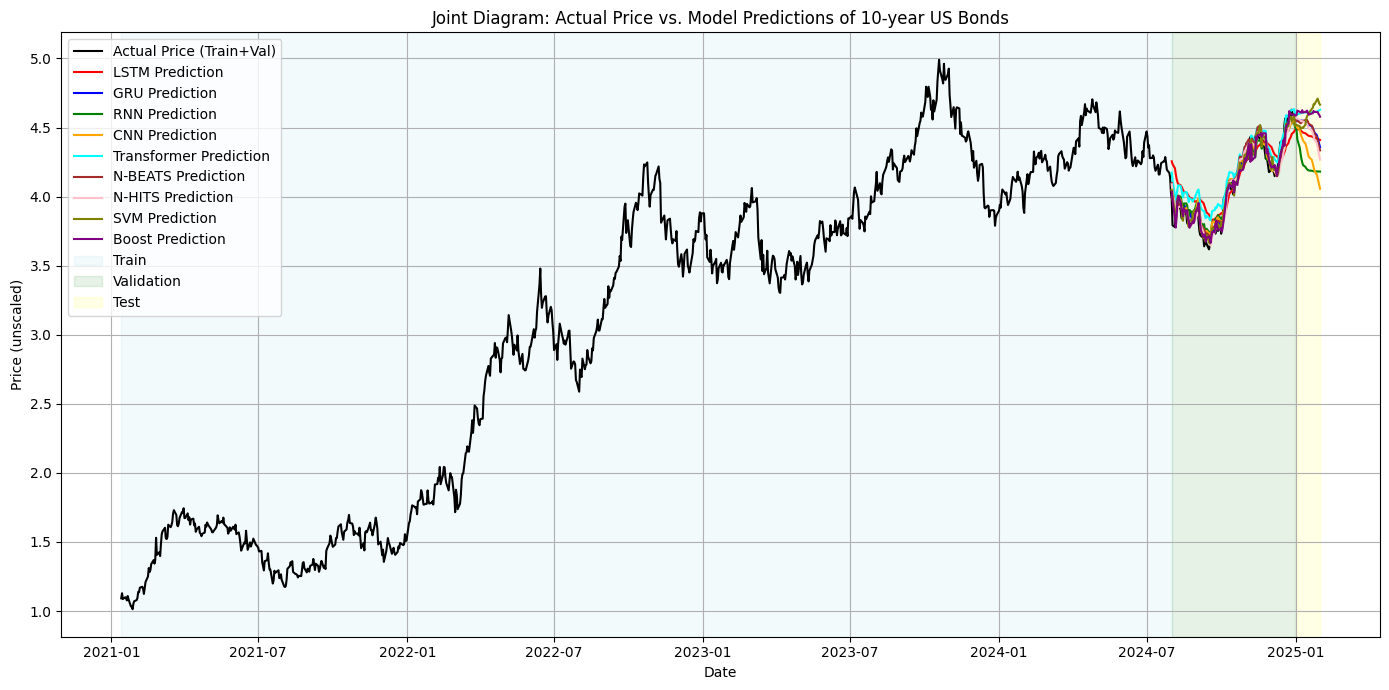 Joint Diagram: Actual Price vs. Model Predictions of 10-year US Bonds
Actual Price (Train+Val)
LSTM Prediction
GRU Prediction
RNN Prediction
CNN Prediction
Transformer Prediction
N-BEATS Prediction
N-HITS Prediction
SVM Prediction
Boost Prediction
Train
Validation
Test
Price (unscaled)
5.0
4.5
4.0
3.5
3.0
2.5
2.0
1.5
1.0
2021-01 2021-07 2022-01 2022-07 2023-01 2023-07 2024-01 2024-07 2025-01
Date